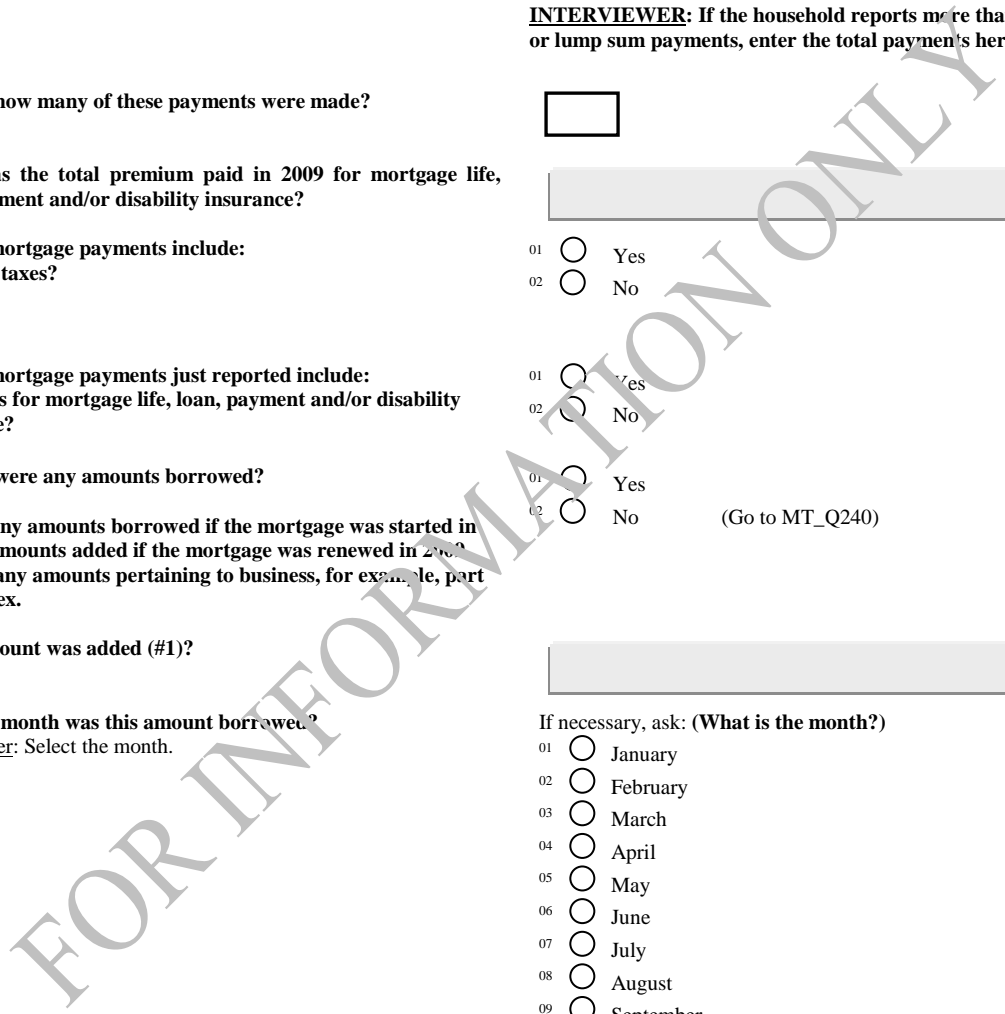 INTERVIEWER: If the household reports more tha
or lump sum payments, enter the total payments her
how many of these payments were made?
s the total premium paid in 2009 for mortgage life,
ment and/or disability insurance?
mortgage payments include:
taxes?
01 Yes
02 No
mortgage payments just reported include:
s for mortgage life, loan, payment and/or disability
e?
01 Yes
02 No
were any amounts borrowed?
01 Yes
02 No (Go to MT_Q240)
ny amounts borrowed if the mortgage was started in
mounts added if the mortgage was renewed in 2009
any amounts pertaining to business, for example, part
ex.
ount was added (#1)?
month was this amount borrowed?
er: Select the month.
If necessary, ask: (What is the month?)
01 January
02 February
03 March
04 April
05 May
06 June
07 July
08 August
09 September
FOR INFORMATION ONLY